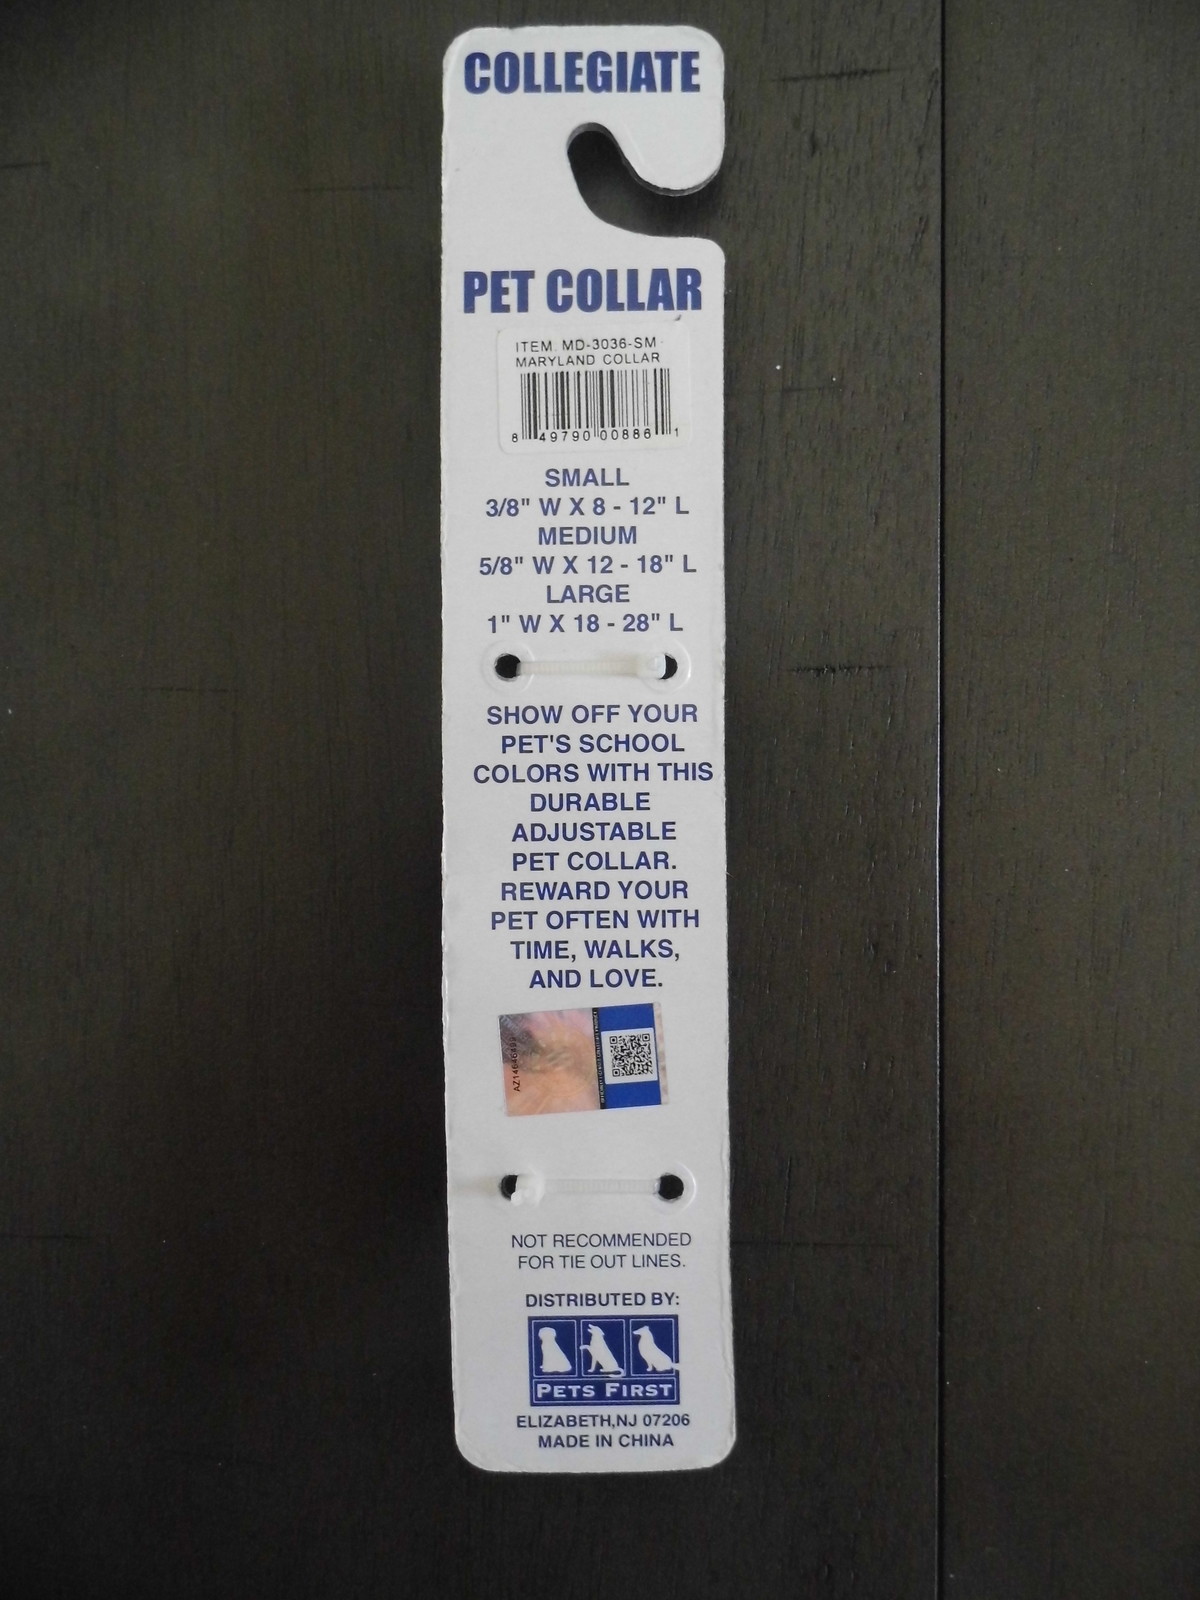 COLLEGIATE
PET COLLAR
ITEM. MD-3036-SM
MARYLAND COLLAR
8 49790 00886 1
SMALL
3/8" W X 8 - 12" L
MEDIUM
5/8" W X 12 - 18" L
LARGE
1" W X 18 - 28" L
SHOW OFF YOUR
PET'S SCHOOL
COLORS WITH THIS
DURABLE
ADJUSTABLE
PET COLLAR.
REWARD YOUR
PET OFTEN WITH
TIME, WALKS,
AND LOVE.
NOT RECOMMENDED
FOR TIE OUT LINES.
DISTRIBUTED BY:
PETS FIRST
ELIZABETH,NJ 07206
MADE IN CHINA